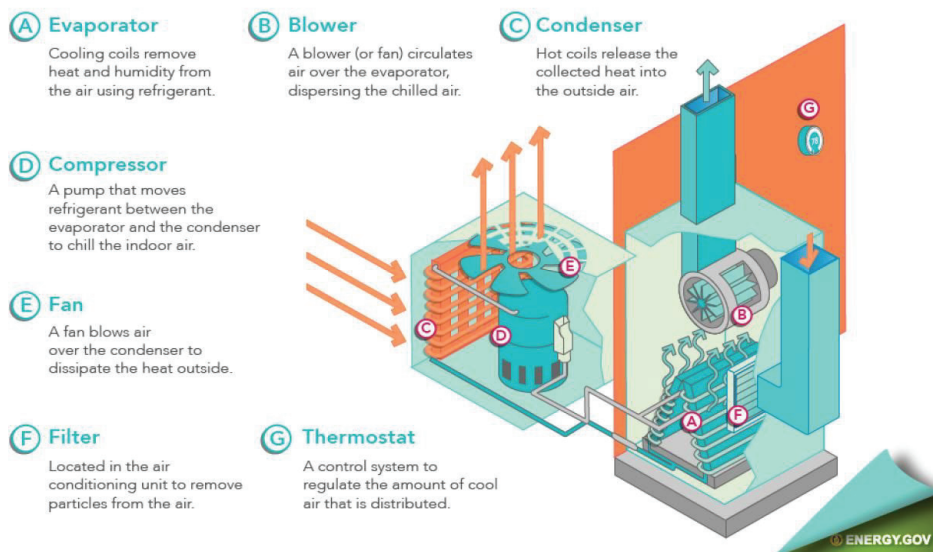 A Evaporator
Cooling coils remove
heat and humidity from
the air using refrigerant.
B Blower
A blower (or fan) circulates
air over the evaporator,
dispersing the chilled air.
C Condenser
Hot coils release the
collected heat into
the outside air.
D Compressor
A pump that moves
refrigerant between the
evaporator and the condenser
to chill the indoor air.
E Fan
A fan blows air
over the condenser to
dissipate the heat outside.
F Filter
Located in the air
conditioning unit to remove
particles from the air.
G Thermostat
A control system to
regulate the amount of cool
air that is distributed.
G
E
B
C
D
A
F
ENERGY.GOV